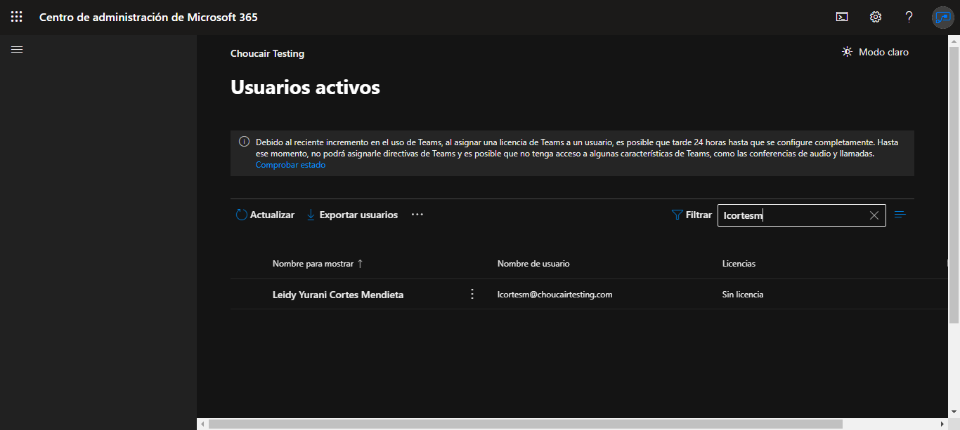 Centro de administración de Microsoft 365
?
Choucair Testing
Modo claro
Usuarios activos
Debido al reciente incremento en el uso de Teams, al asignar una licencia de Teams a un usuario, es posible que tarde 24 horas hasta que se configure completamente. Hasta
ese momento, no podrá asignarle directivas de Teams y es posible que no tenga acceso a algunas características de Teams, como las conferencias de audio y llamadas.
Comprobar estado
Actualizar Exportar usuarios ... Filtrar lcortesm
Nombre para mostrar ↑ Nombre de usuario Licencias
Leidy Yurani Cortes Mendieta lcortesm@choucairtesting.com Sin licencia